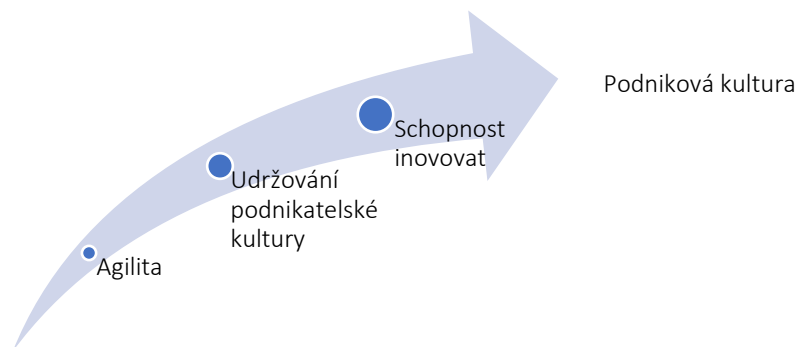 Podniková kultura
Schopnost
inovovat
Udržování
podnikatelské
kultury
Agilita